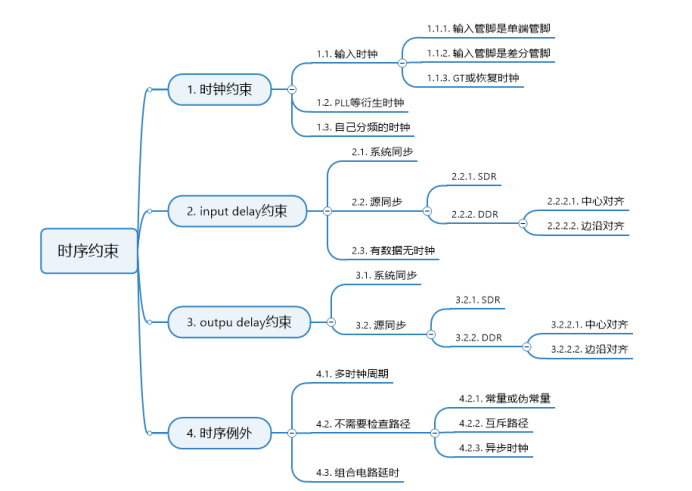 时序约束
1. 时钟约束
1.1. 输入时钟
1.1.1. 输入管脚是单端管脚
1.1.2. 输入管脚是差分管脚
1.1.3. GT或恢复时钟
1.2. PLL等衍生时钟
1.3. 自己分频的时钟
2. input delay约束
2.1. 系统同步
2.2. 源同步
2.2.1. SDR
2.2.2. DDR
2.2.2.1. 中心对齐
2.2.2.2. 边沿对齐
2.3. 有数据无时钟
3. outpu delay约束
3.1. 系统同步
3.2. 源同步
3.2.1. SDR
3.2.2. DDR
3.2.2.1. 中心对齐
3.2.2.2. 边沿对齐
4. 时序例外
4.1. 多时钟周期
4.2. 不需要检查路径
4.2.1. 常量或伪常量
4.2.2. 互斥路径
4.2.3. 异步时钟
4.3. 组合电路延时